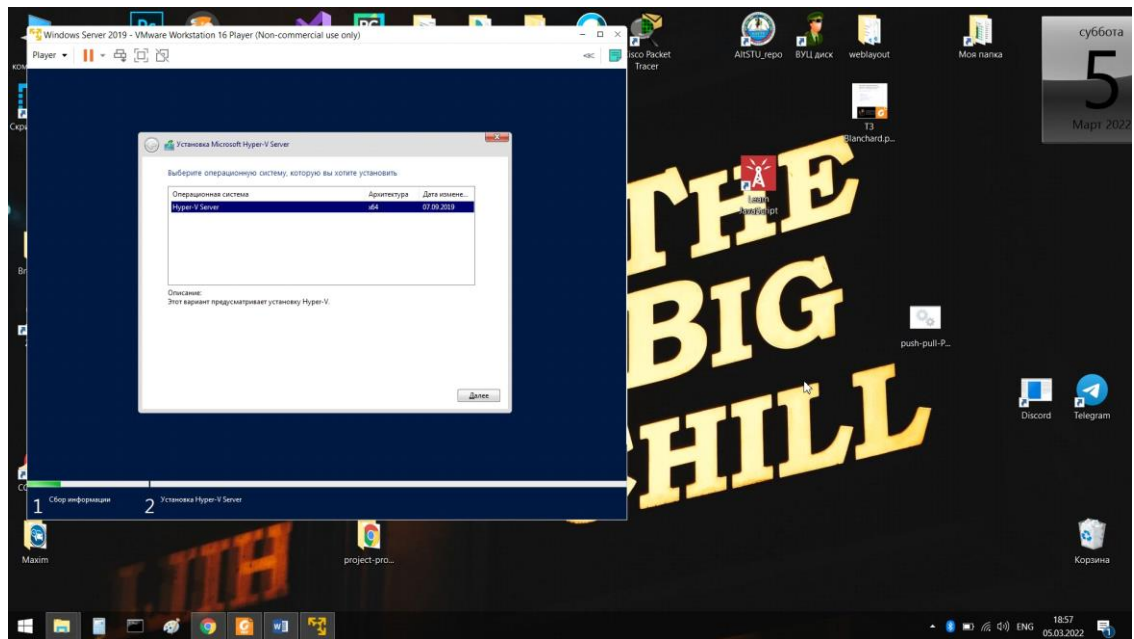 Windows Server 2019 - VMware Workstation 16 Player (Non-commercial use only)
Player
Установка Microsoft Hyper-V Server
Выберите операционную систему, которую вы хотите установить
Операционная система Архитектура Дата измене...
Hyper-V Server x64 07.09.2019
Описание:
Этот вариант предусматривает установку Hyper-V.
Далее
1 Сбор информации 2 Установка Hyper-V Server
isco Packet
Tracer
AltSTU_repo
ВУЦ диск
weblayout
Моя папка
суббота
5
Март 2022
ТЗ
Blanchard.p...
Learn
JavaScript
THE
BIG
CHILL
push-pull-P...
Discord
Telegram
Maxim
project-pro...
Корзина
ENG
18:57
05.03.2022